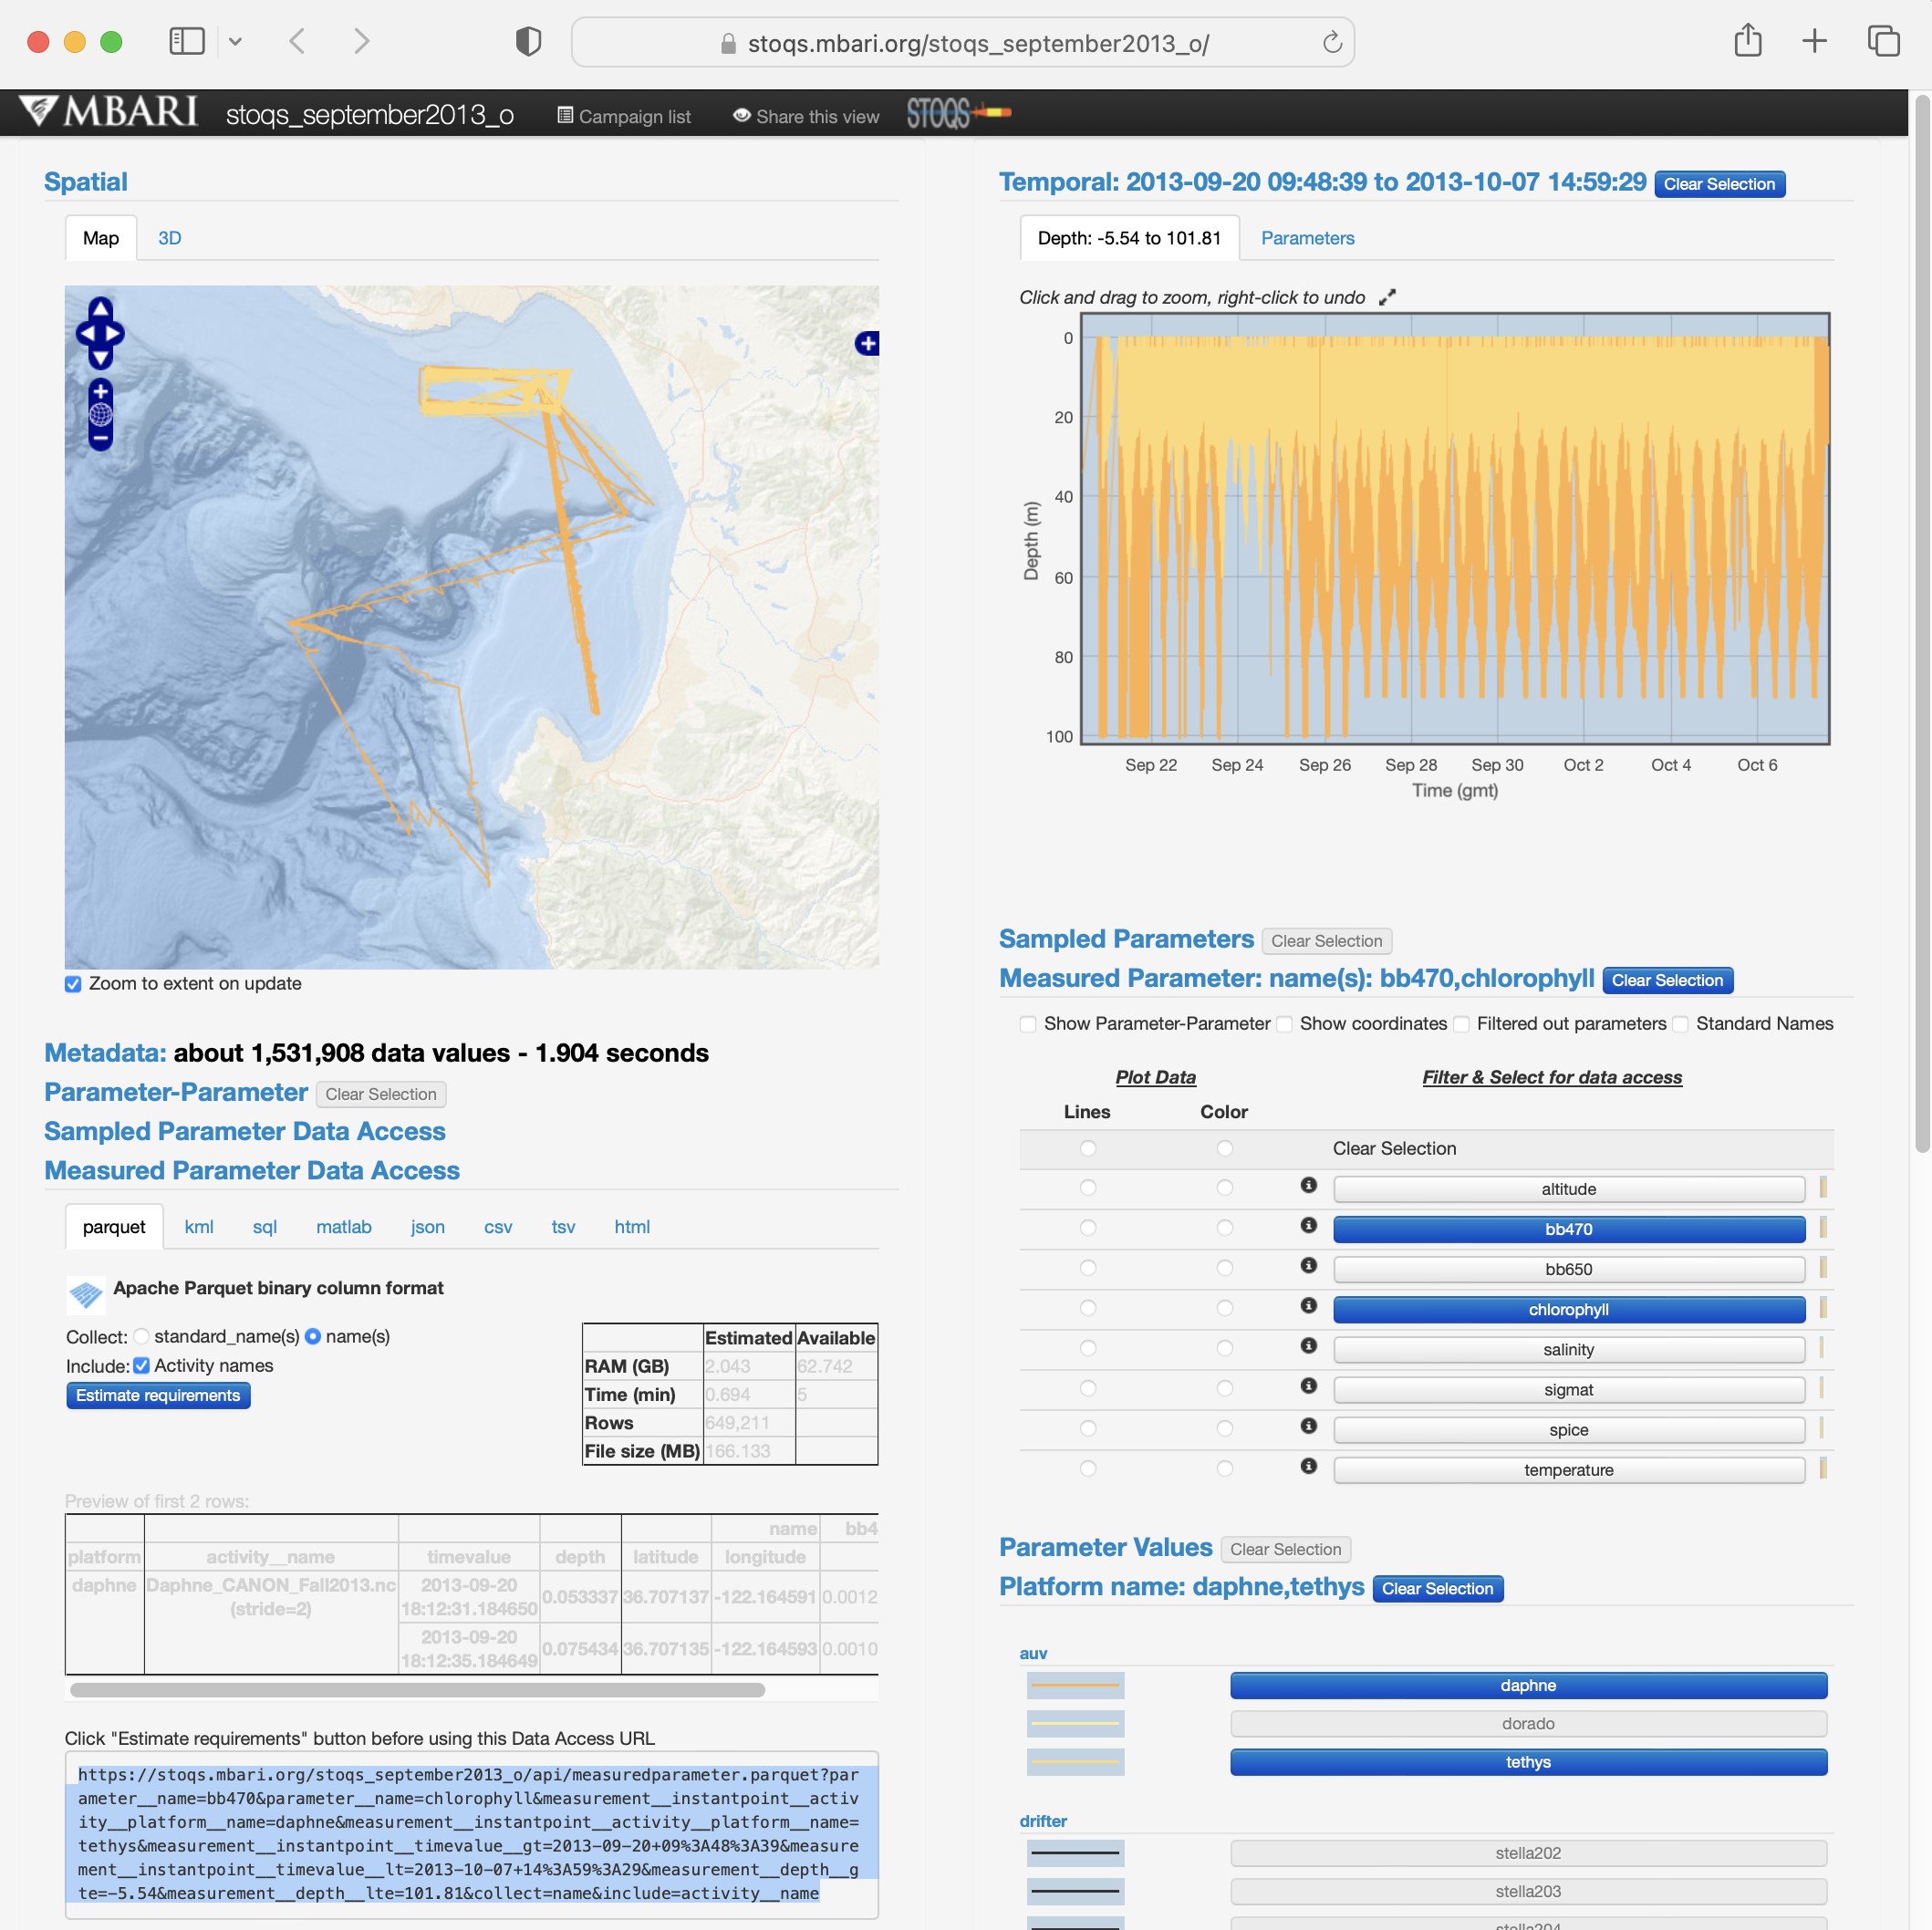 stoqs.mbari.org/stoqs_september2013_o/
MBARI
stoqs_september2013_o
Campaign list
Share this view
STOQS
Spatial
Map
3D
Zoom to extent on update
Metadata: about 1,531,908 data values - 1.904 seconds
Parameter-Parameter Clear Selection
Sampled Parameter Data Access
Measured Parameter Data Access
parquet kml sql matlab json csv tsv html
Apache Parquet binary column format
Collect: standard_name(s) name(s)
Include: Activity names
Estimate requirements
Estimated Available
RAM (GB) 2.043 62.742
Time (min) 0.694 5
Rows 649,211
File size (MB) 166.133
Preview of first 2 rows:
name bb4
platform activity__name timevalue depth latitude longitude
daphne Daphne_CANON_Fall2013.nc 2013-09-20 0.053337 36.707137 -122.164591 0.0012
(stride=2) 18:12:31.184650
2013-09-20 0.075434 36.707135 -122.164593 0.0010
18:12:35.184649
Click "Estimate requirements" button before using this Data Access URL
https://stoqs.mbari.org/stoqs_september2013_o/api/measuredparameter.parquet?par
ameter__name=bb470&parameter__name=chlorophyll&measurement__instantpoint__activ
ity__platform__name=daphne&measurement__instantpoint__activity__platform__name=
tethys&measurement__instantpoint__timevalue__gt=2013-09-20+09%3A48%3A39&measure
ment__instantpoint__timevalue__lt=2013-10-07+14%3A59%3A29&measurement__depth__g
te=-5.54&measurement__depth__lte=101.81&collect=name&include=activity__name
Temporal: 2013-09-20 09:48:39 to 2013-10-07 14:59:29 Clear Selection
Depth: -5.54 to 101.81
Parameters
Click and drag to zoom, right-click to undo
0
20
40
60
80
100
Depth (m)
Sep 22 Sep 24 Sep 26 Sep 28 Sep 30 Oct 2 Oct 4 Oct 6
Time (gmt)
Sampled Parameters Clear Selection
Measured Parameter: name(s): bb470,chlorophyll Clear Selection
Show Parameter-Parameter Show coordinates Filtered out parameters Standard Names
Plot Data Filter & Select for data access
Lines Color
Clear Selection
altitude
bb470
bb650
chlorophyll
salinity
sigmat
spice
temperature
Parameter Values Clear Selection
Platform name: daphne,tethys Clear Selection
auv
daphne
dorado
tethys
drifter
stella202
stella203
stella204